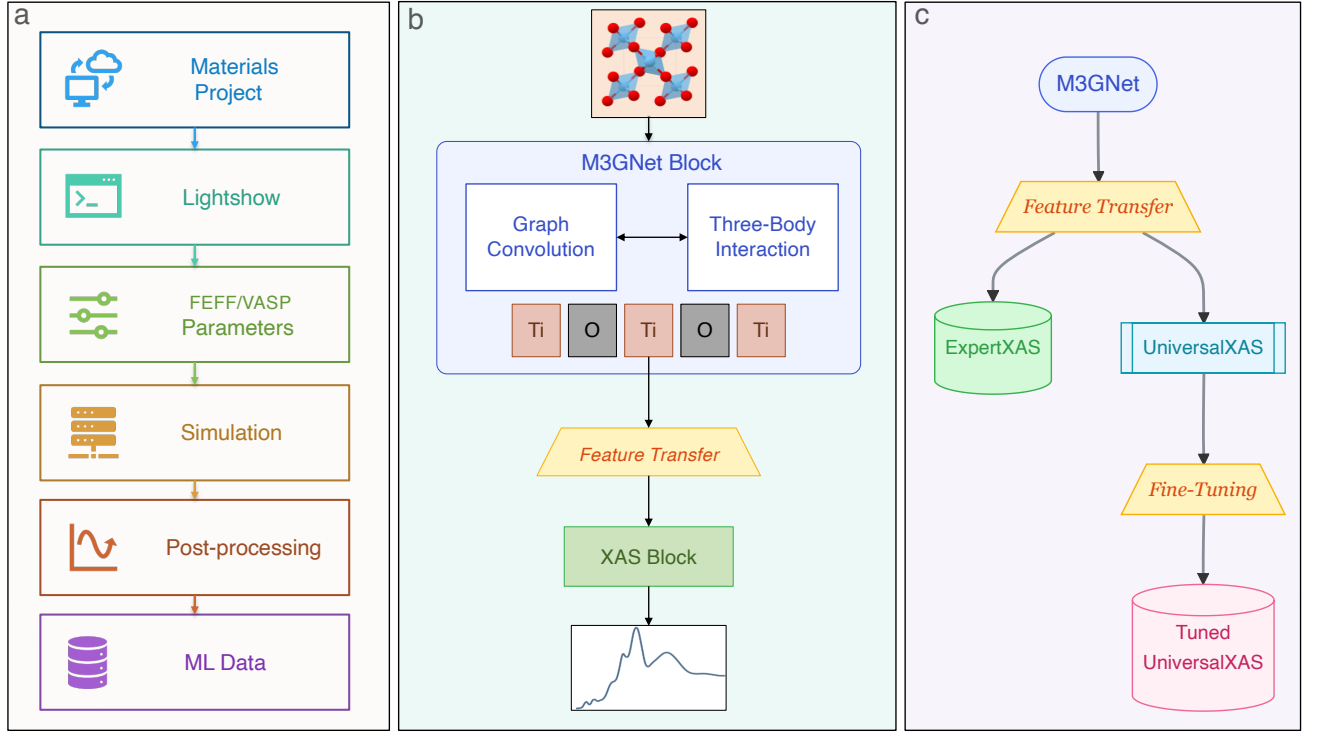 a
Materials
Project
Lightshow
FEFF/VASP
Parameters
Simulation
Post-processing
ML Data
b
M3GNet Block
Graph
Convolution
Three-Body
Interaction
Ti O Ti O Ti
Feature Transfer
XAS Block
c
M3GNet
Feature Transfer
ExpertXAS
UniversalXAS
Fine-Tuning
Tuned
UniversalXAS